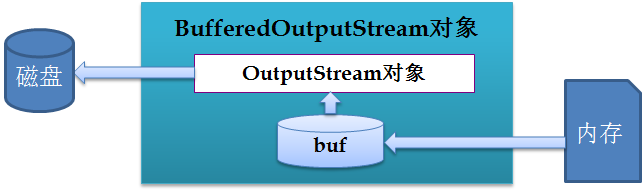 BufferedOutputStream对象
磁盘
OutputStream对象
buf
内存